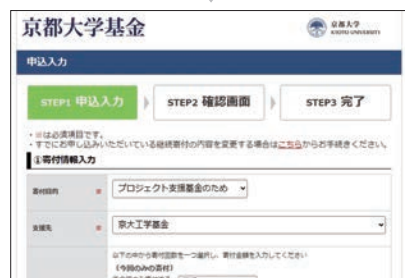 京都大学基金
京都大学
KYOTO UNIVERSITY
申込入力
STEP1 申込入力
STEP2 確認画面
STEP3 完了
・※は必須項目です。
・すでにお申し込みいただいている継続寄付の内容を変更する場合はこちらからお手続きください。
①寄付情報入力
寄付目的 ※ プロジェクト支援基金のため
支援先 ※ 京大工学基金
以下の中から寄付回数を一つ選択し、寄付金額を入力してください
(今回のみの寄付)